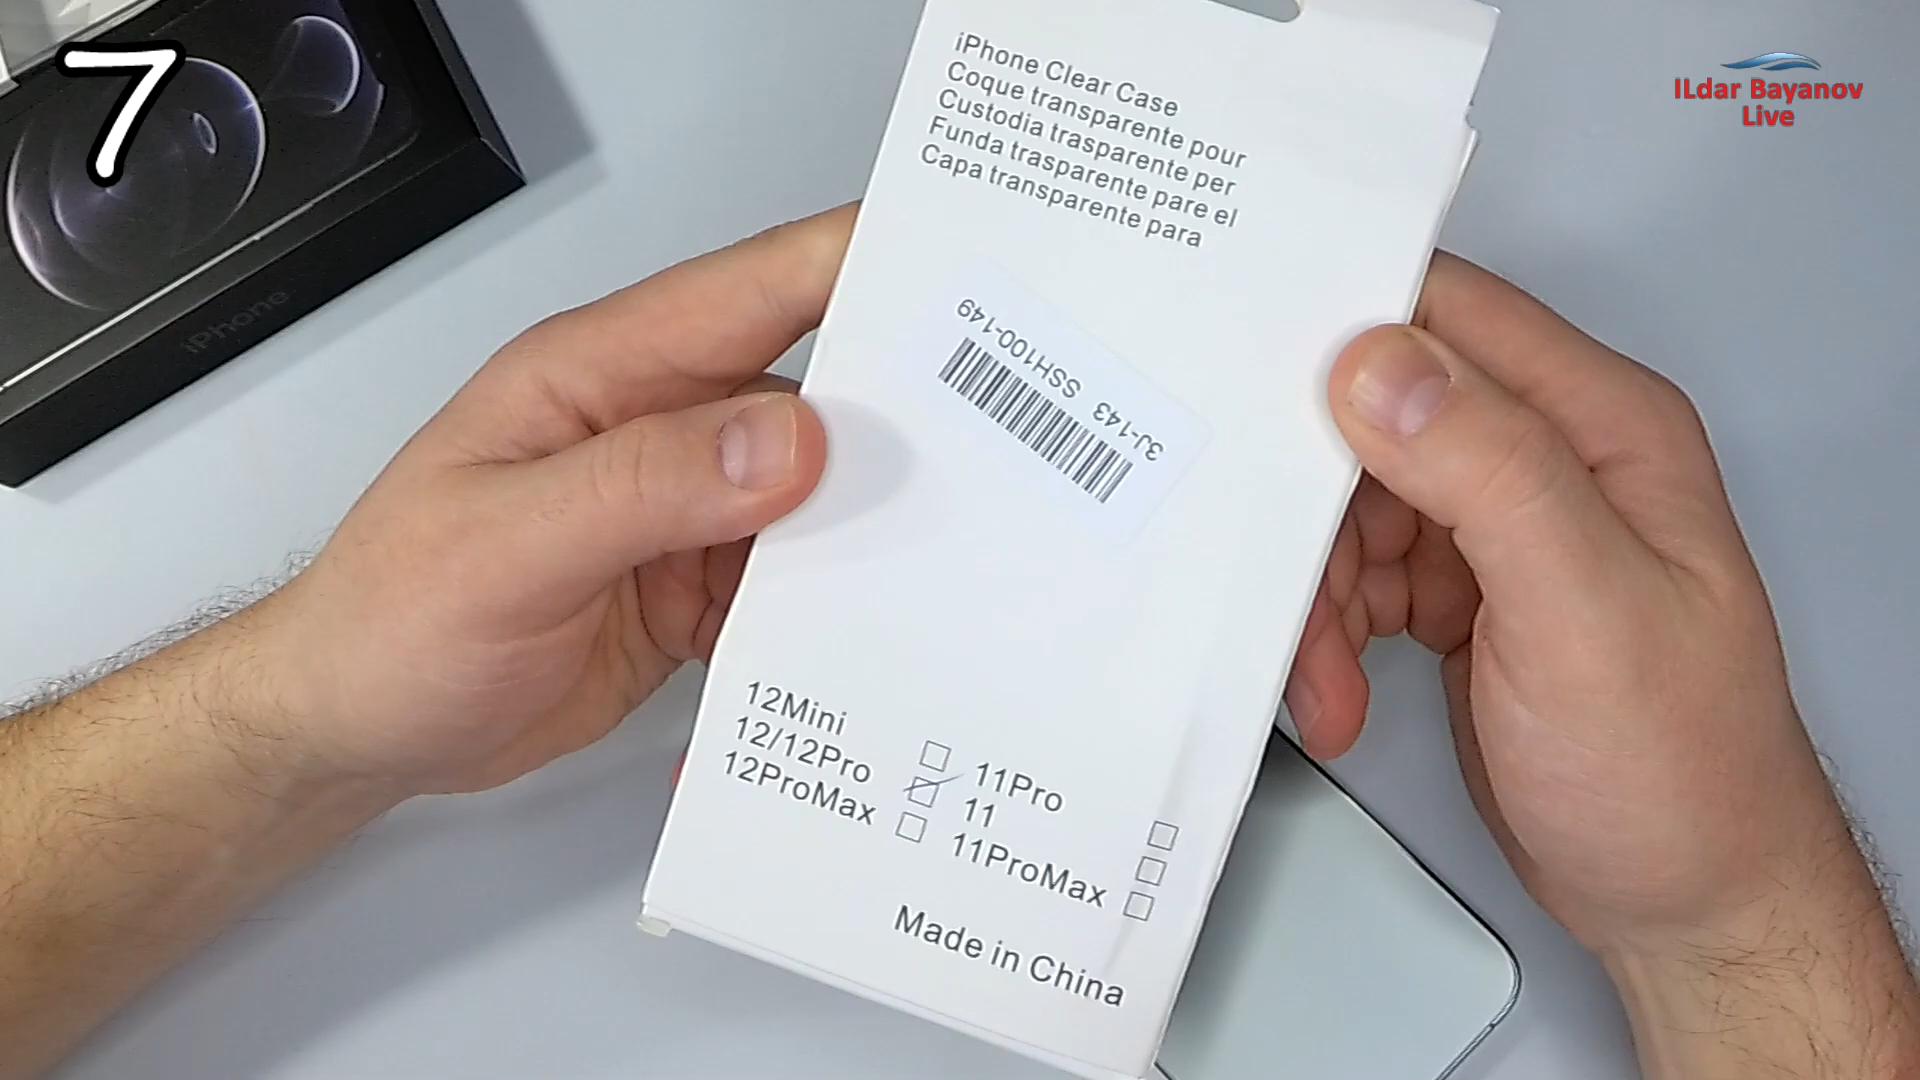 7
ILdar Bayanov
Live
iPhone
iPhone Clear Case
Coque transparente pour
Custodia trasparente per
Funda trasparente pare el
Capa transparente para
3J-143 SSH100-149
12Mini
12/12Pro
12ProMax
11Pro
11
11ProMax
Made in China